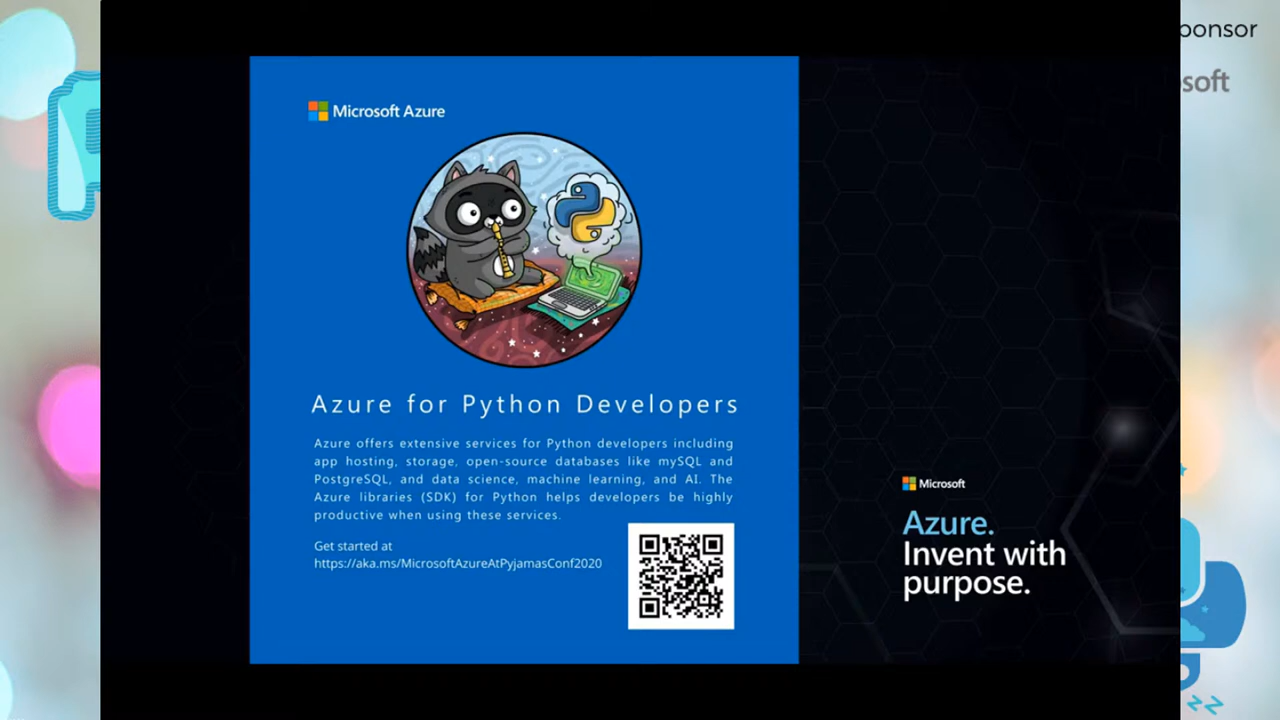 ponsor
soft
Microsoft Azure
Azure for Python Developers
Azure offers extensive services for Python developers including
app hosting, storage, open-source databases like mySQL and
PostgreSQL, and data science, machine learning, and AI. The
Azure libraries (SDK) for Python helps developers be highly
productive when using these services.
Get started at
https://aka.ms/MicrosoftAzureAtPyjamasConf2020
Microsoft
Azure.
Invent with
purpose.
zz